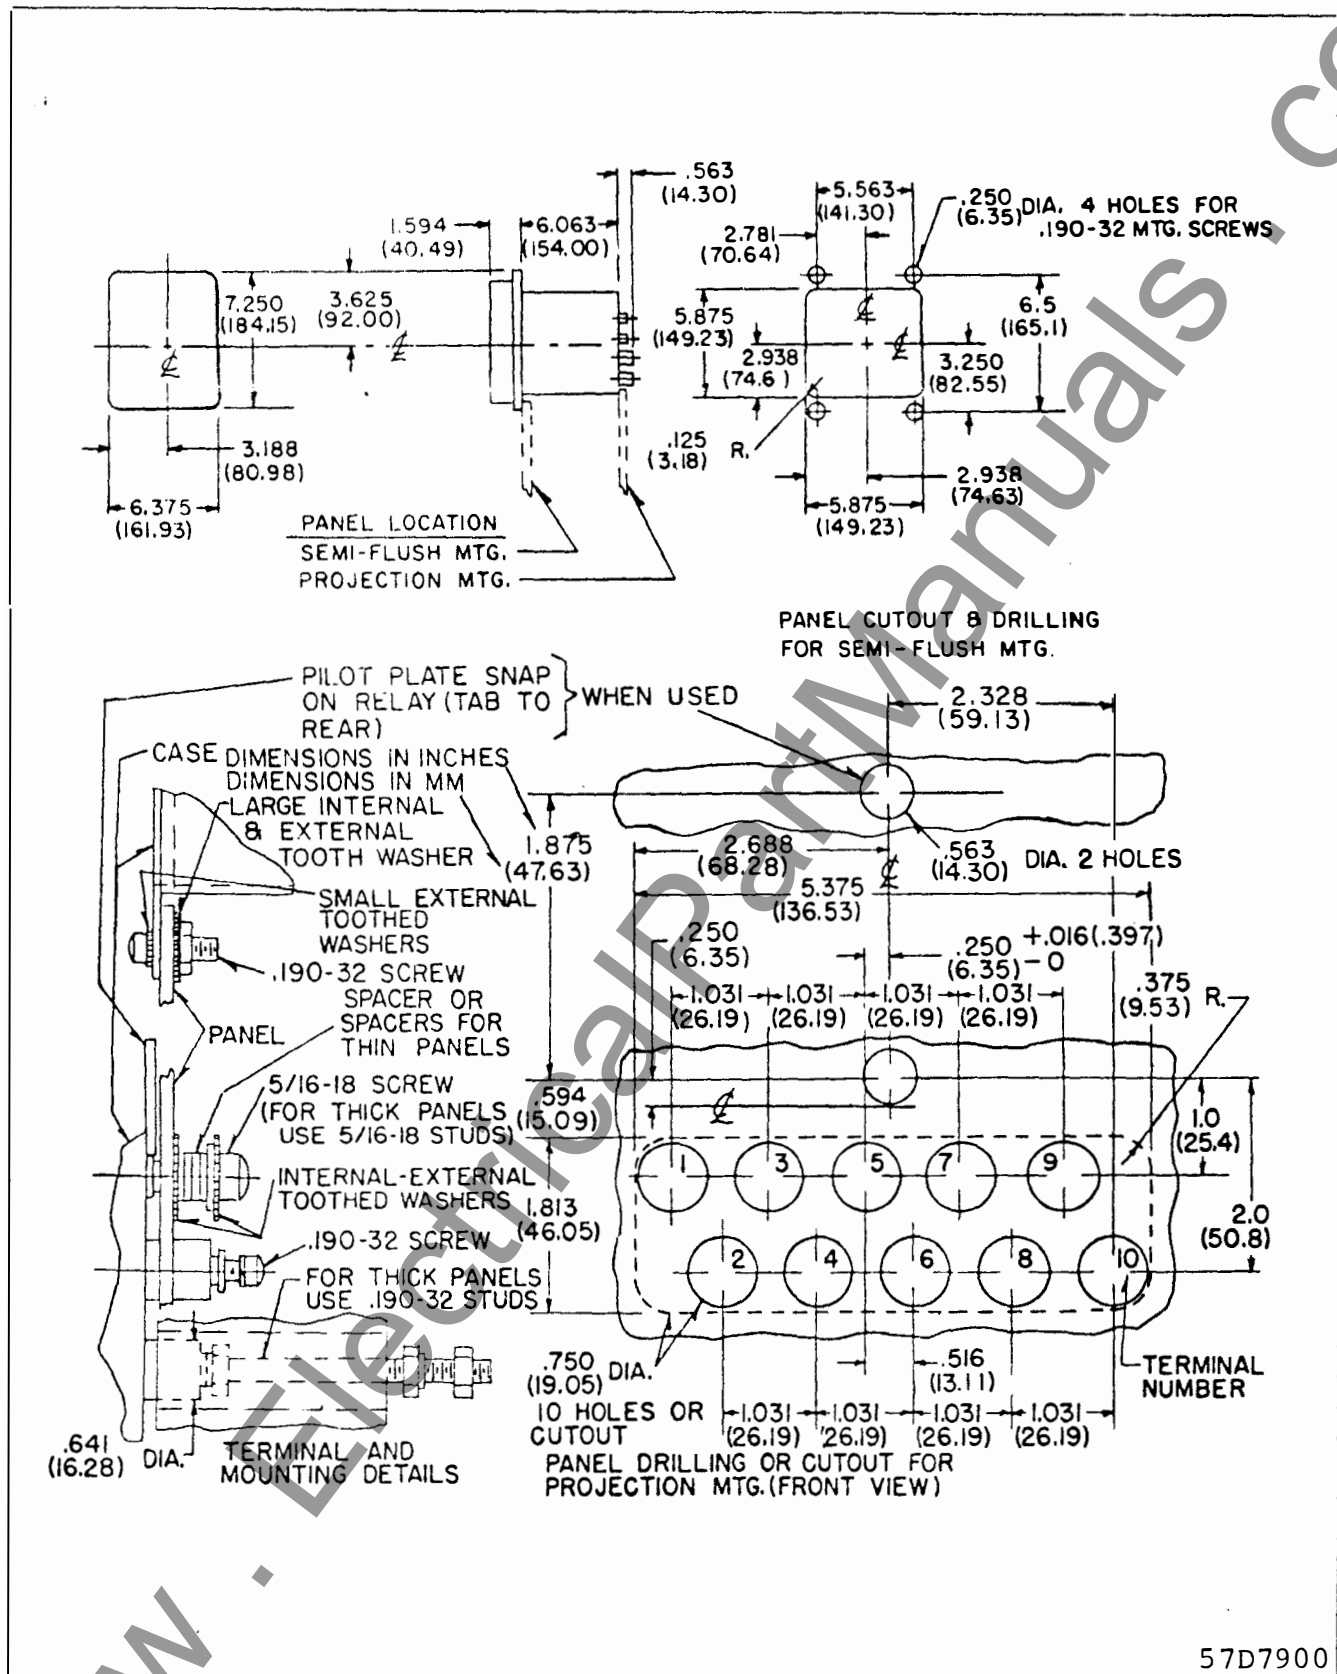 .563
(14.30)
1.594
(40.49)
6.063
(154.00)
7.250
(184.15)
3.625
(92.00)
℄
℄
3.188
(80.98)
6.375
(161.93)
PANEL LOCATION
SEMI-FLUSH MTG.
PROJECTION MTG.
5.563
(141.30)
2.781
(70.64)
.250
(6.35)
DIA. 4 HOLES FOR
.190-32 MTG. SCREWS
5.875
(149.23)
2.938
(74.6 )
℄
℄
6.5
(165.1)
3.250
(82.55)
.125
(3.18)
R.
2.938
(74.63)
5.875
(149.23)
PANEL CUTOUT & DRILLING
FOR SEMI-FLUSH MTG.
PILOT PLATE SNAP
ON RELAY (TAB TO
REAR)
WHEN USED
2.328
(59.13)
CASE
DIMENSIONS IN INCHES
DIMENSIONS IN MM
LARGE INTERNAL
& EXTERNAL
TOOTH WASHER
1.875
(47.63)
2.688
(68.28)
℄
.563
(14.30)
DIA. 2 HOLES
5.375
(136.53)
SMALL EXTERNAL
TOOTHED
WASHERS
.190-32 SCREW
.250
(6.35)
.250
(6.35)
+.016(.397)
-0
.375
(9.53)
R.
1.031
(26.19)
1.031
(26.19)
1.031
(26.19)
1.031
(26.19)
SPACER OR
SPACERS FOR
THIN PANELS
PANEL
5/16-18 SCREW
(FOR THICK PANELS
USE 5/16-18 STUDS)
.594
(15.09)
℄
1.0
(25.4)
1 3 5 7 9
INTERNAL-EXTERNAL
TOOTHED WASHERS
1.813
(46.05)
2.0
(50.8)
.190-32 SCREW
FOR THICK PANELS
USE .190-32 STUDS
2 4 6 8 10
.750
(19.05)
DIA.
10 HOLES OR
CUTOUT
.516
(13.11)
TERMINAL
NUMBER
1.031
(26.19)
1.031
(26.19)
1.031
(26.19)
1.031
(26.19)
.641
(16.28)
DIA.
TERMINAL AND
MOUNTING DETAILS
PANEL DRILLING OR CUTOUT FOR
PROJECTION MTG.(FRONT VIEW)
57D7900
w . ElectricalPartManuals . co